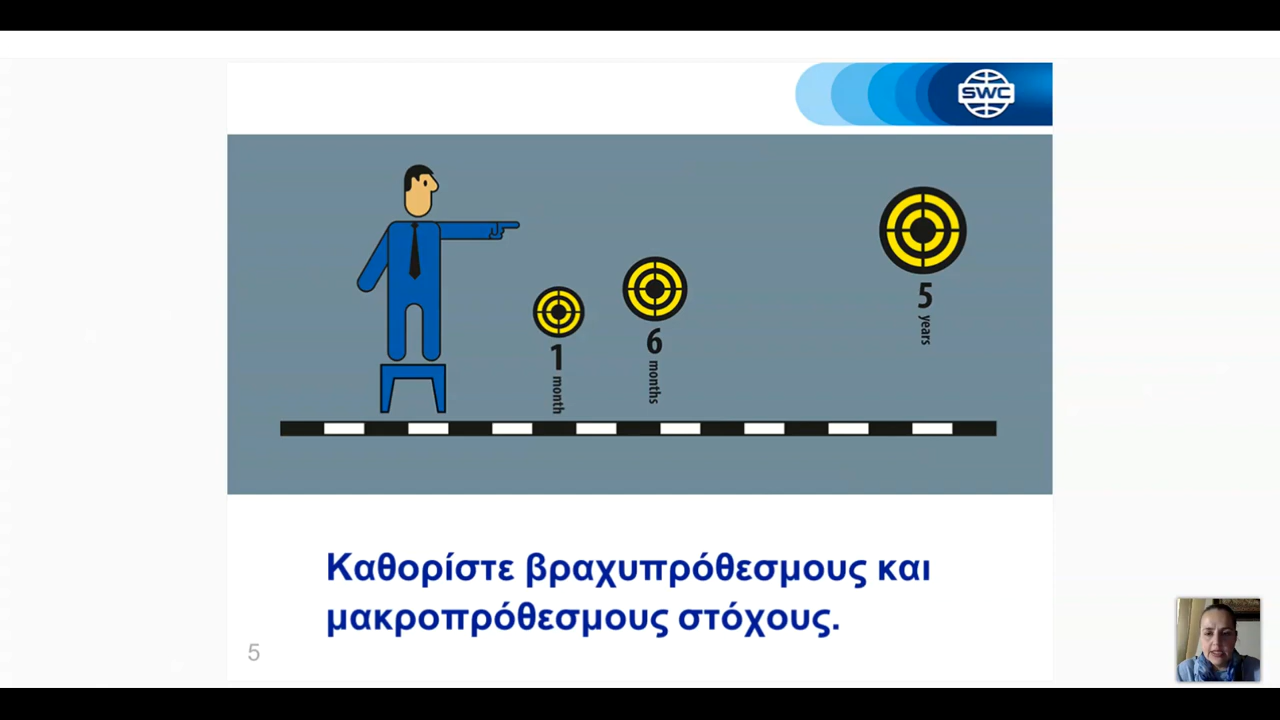 SWC
1
month
6
months
5
years
Καθορίστε βραχυπρόθεσμους και
μακροπρόθεσμους στόχους.
5